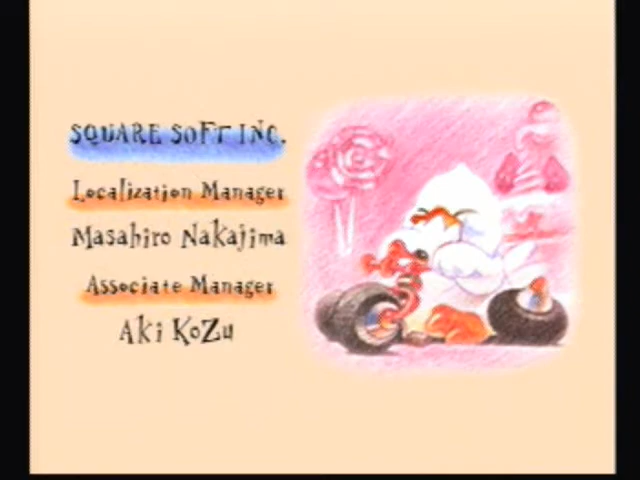 SQUARE SOFT INC.
Localization Manager
Masahiro Nakajima
Associate Manager
Aki Kozu